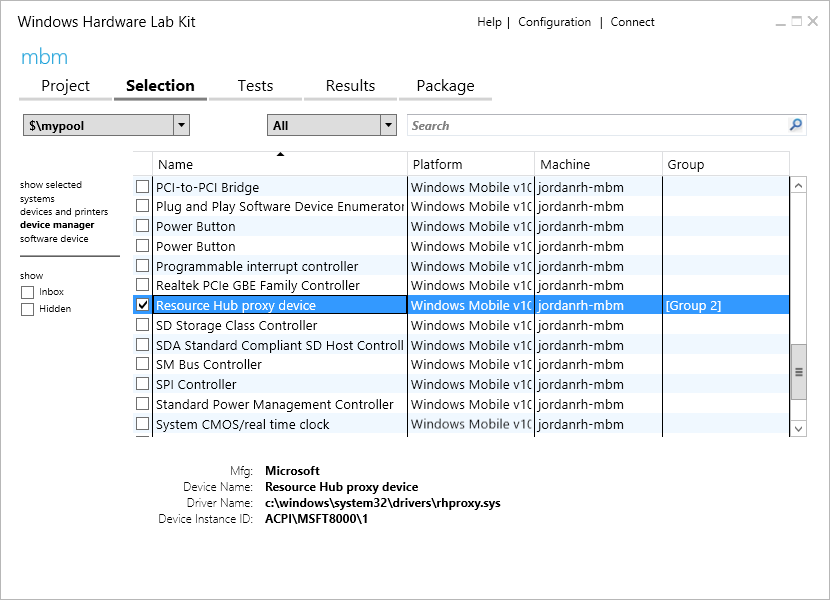 Windows Hardware Lab Kit
Help | Configuration | Connect
mbm
Project Selection Tests Results Package
$\mypool All Search
Name Platform Machine Group
show selected
systems
devices and printers
device manager
software device
show
Inbox
Hidden
PCI-to-PCI Bridge Windows Mobile v10 jordanrh-mbm
Plug and Play Software Device Enumerator Windows Mobile v10 jordanrh-mbm
Power Button Windows Mobile v10 jordanrh-mbm
Power Button Windows Mobile v10 jordanrh-mbm
Programmable interrupt controller Windows Mobile v10 jordanrh-mbm
Realtek PCIe GBE Family Controller Windows Mobile v10 jordanrh-mbm
Resource Hub proxy device Windows Mobile v10 jordanrh-mbm [Group 2]
SD Storage Class Controller Windows Mobile v10 jordanrh-mbm
SDA Standard Compliant SD Host Controll Windows Mobile v10 jordanrh-mbm
SM Bus Controller Windows Mobile v10 jordanrh-mbm
SPI Controller Windows Mobile v10 jordanrh-mbm
Standard Power Management Controller Windows Mobile v10 jordanrh-mbm
System CMOS/real time clock Windows Mobile v10 jordanrh-mbm
Mfg: Microsoft
Device Name: Resource Hub proxy device
Driver Name: c:\windows\system32\drivers\rhproxy.sys
Device Instance ID: ACPI\MSFT8000\1